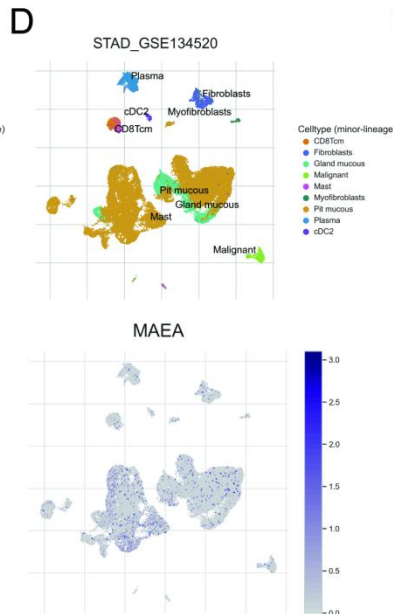 D
STAD_GSE134520
Plasma
Fibroblasts
cDC2
Myofibroblasts
CD8Tcm
Pit mucous
Gland mucous
Mast
Malignant
e)
Celltype (minor-lineage
CD8Tcm
Fibroblasts
Gland mucous
Malignant
Mast
Myofibroblasts
Pit mucous
Plasma
cDC2
MAEA
3.0
2.5
2.0
1.5
1.0
0.5
0.0